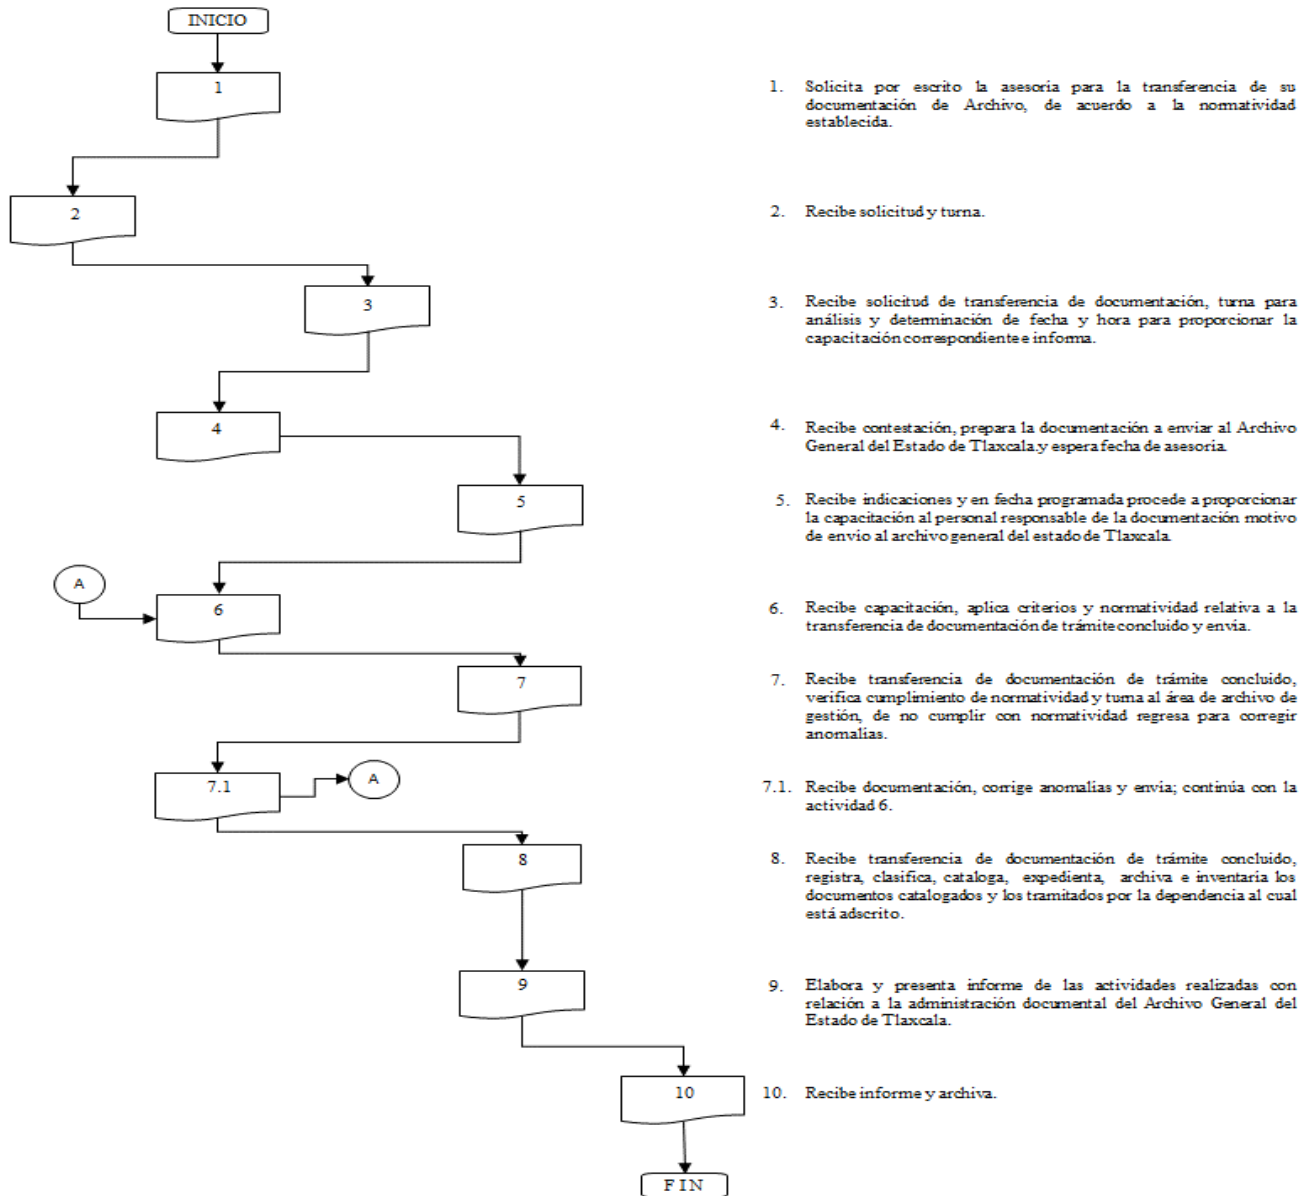 INICIO
1
1. Solicita por escrito la asesoría para la transferencia de su
documentación de Archivo, de acuerdo a la normatividad
establecida.
2
2. Recibe solicitud y turna.
3
3. Recibe solicitud de transferencia de documentación, turna para
análisis y determinación de fecha y hora para proporcionar la
capacitación correspondiente e informa.
4
4. Recibe contestación, prepara la documentación a enviar al Archivo
General del Estado de Tlaxcala.y espera fecha de asesoría.
5
5. Recibe indicaciones y en fecha programada procede a proporcionar
la capacitación al personal responsable de la documentación motivo
de envío al archivo general del estado de Tlaxcala.
A
6
6. Recibe capacitación, aplica criterios y normatividad relativa a la
transferencia de documentación de trámite concluido y envía.
7
7. Recibe transferencia de documentación de trámite concluido,
verifica cumplimiento de normatividad y turna al área de archivo de
gestión, de no cumplir con normatividad regresa para corregir
anomalías.
7.1
A
7.1. Recibe documentación, corrige anomalías y envía; continúa con la
actividad 6.
8
8. Recibe transferencia de documentación de trámite concluido,
registra, clasifica, cataloga, expedienta, archiva e inventaria los
documentos catalogados y los tramitados por la dependencia al cual
está adscrito.
9
9. Elabora y presenta informe de las actividades realizadas con
relación a la administración documental del Archivo General del
Estado de Tlaxcala.
10
10. Recibe informe y archiva.
F I N